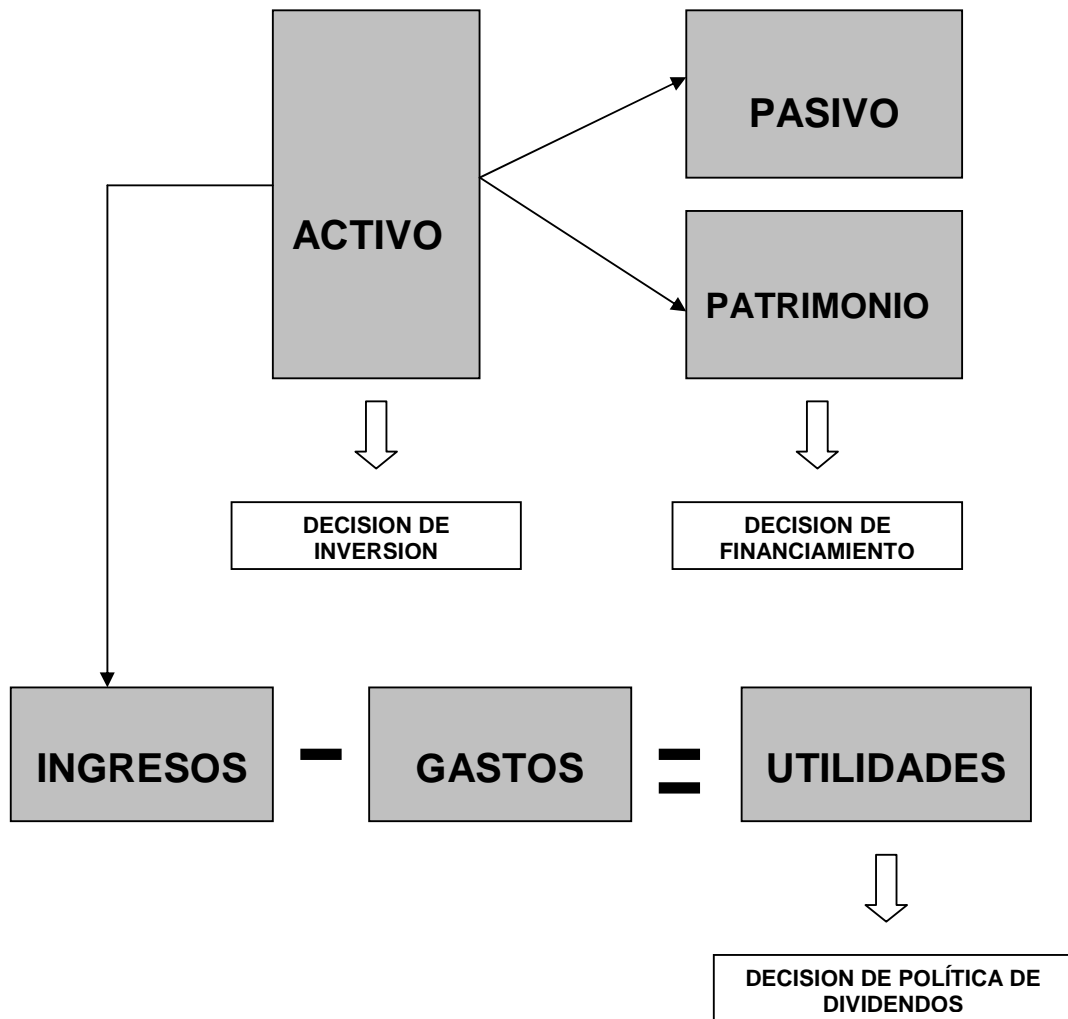 PASIVO
ACTIVO
PATRIMONIO
DECISION DE
INVERSION
DECISION DE
FINANCIAMIENTO
INGRESOS - GASTOS = UTILIDADES
DECISION DE POLÍTICA DE
DIVIDENDOS